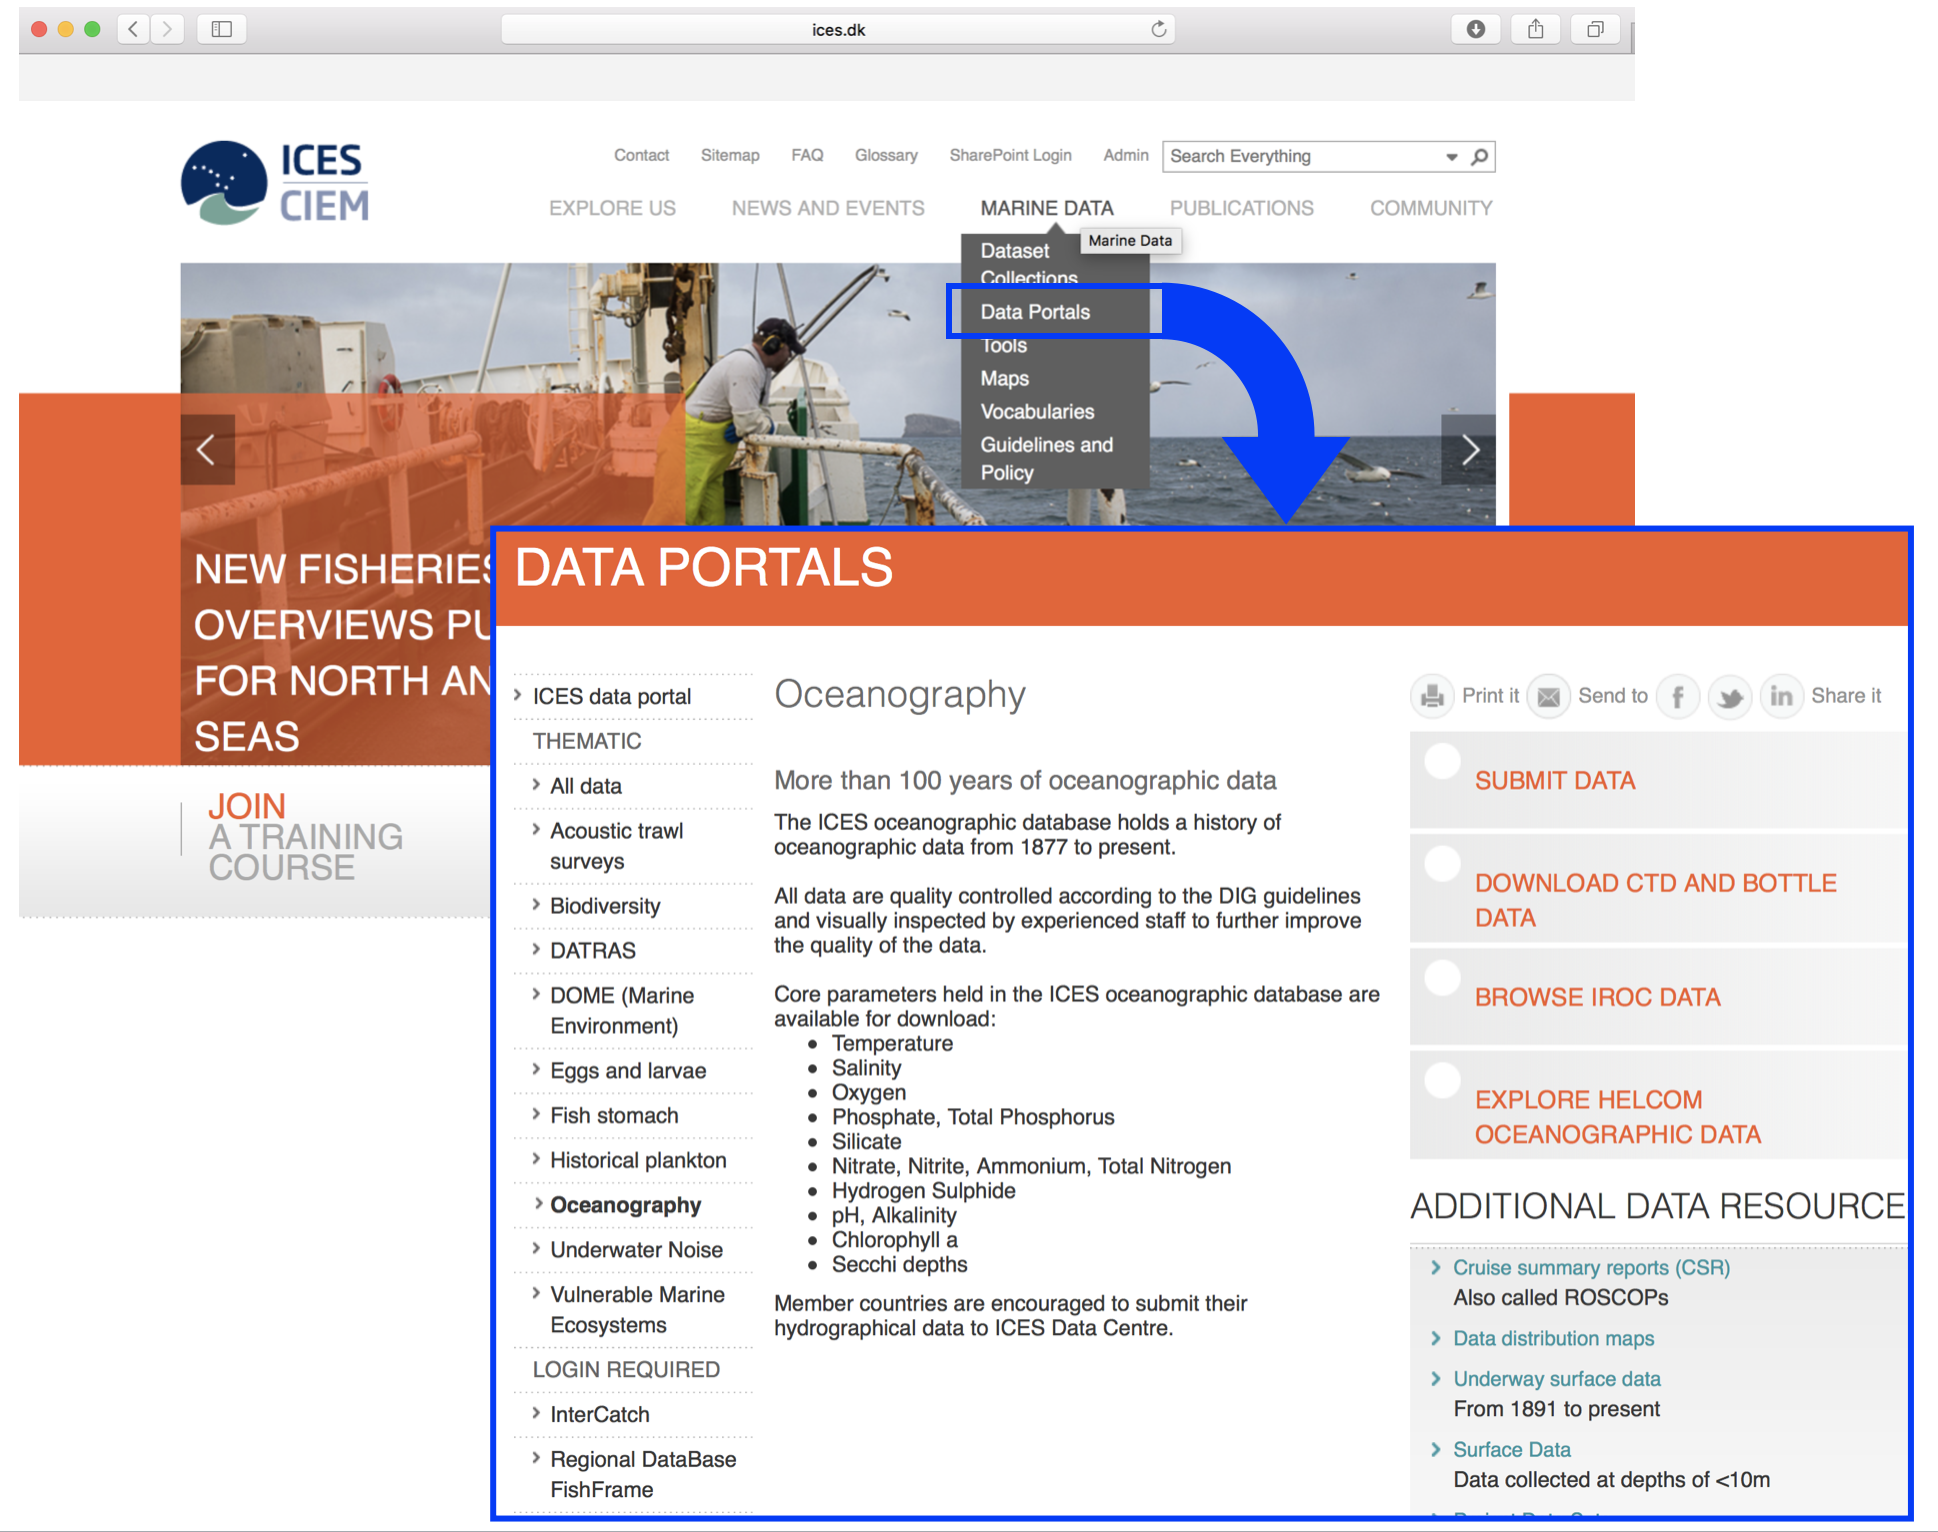 ices.dk
ICES
CIEM
Contact Sitemap FAQ Glossary SharePoint Login Admin
Search Everything
EXPLORE US NEWS AND EVENTS MARINE DATA PUBLICATIONS COMMUNITY
Marine Data
Dataset
Collections
Data Portals
Tools
Maps
Vocabularies
Guidelines and
Policy
NEW FISHERIES
OVERVIEWS PU
FOR NORTH AN
SEAS
JOIN
A TRAINING
COURSE
DATA PORTALS
ICES data portal
THEMATIC
All data
Acoustic trawl
surveys
Biodiversity
DATRAS
DOME (Marine
Environment)
Eggs and larvae
Fish stomach
Historical plankton
Oceanography
Underwater Noise
Vulnerable Marine
Ecosystems
LOGIN REQUIRED
InterCatch
Regional DataBase
FishFrame
Oceanography
More than 100 years of oceanographic data
The ICES oceanographic database holds a history of
oceanographic data from 1877 to present.
All data are quality controlled according to the DIG guidelines
and visually inspected by experienced staff to further improve
the quality of the data.
Core parameters held in the ICES oceanographic database are
available for download:
• Temperature
• Salinity
• Oxygen
• Phosphate, Total Phosphorus
• Silicate
• Nitrate, Nitrite, Ammonium, Total Nitrogen
• Hydrogen Sulphide
• pH, Alkalinity
• Chlorophyll a
• Secchi depths
Member countries are encouraged to submit their
hydrographical data to ICES Data Centre.
Print it Send to f in Share it
SUBMIT DATA
DOWNLOAD CTD AND BOTTLE
DATA
BROWSE IROC DATA
EXPLORE HELCOM
OCEANOGRAPHIC DATA
ADDITIONAL DATA RESOURCE
Cruise summary reports (CSR)
Also called ROSCOPs
Data distribution maps
Underway surface data
From 1891 to present
Surface Data
Data collected at depths of <10m